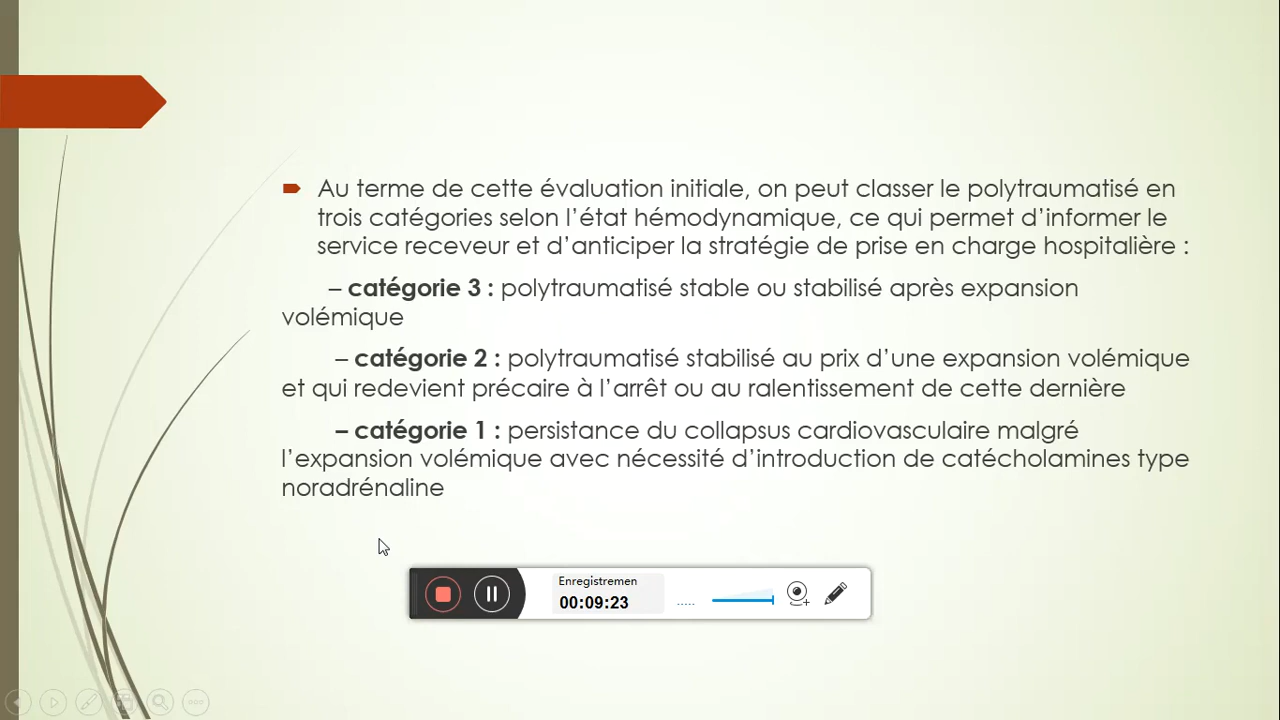 Au terme de cette évaluation initiale, on peut classer le polytraumatisé en
trois catégories selon l’état hémodynamique, ce qui permet d’informer le
service receveur et d’anticiper la stratégie de prise en charge hospitalière :
– catégorie 3 : polytraumatisé stable ou stabilisé après expansion
volémique
– catégorie 2 : polytraumatisé stabilisé au prix d’une expansion volémique
et qui redevient précaire à l’arrêt ou au ralentissement de cette dernière
– catégorie 1 : persistance du collapsus cardiovasculaire malgré
l’expansion volémique avec nécessité d’introduction de catécholamines type
noradrénaline
Enregistremen
00:09:23